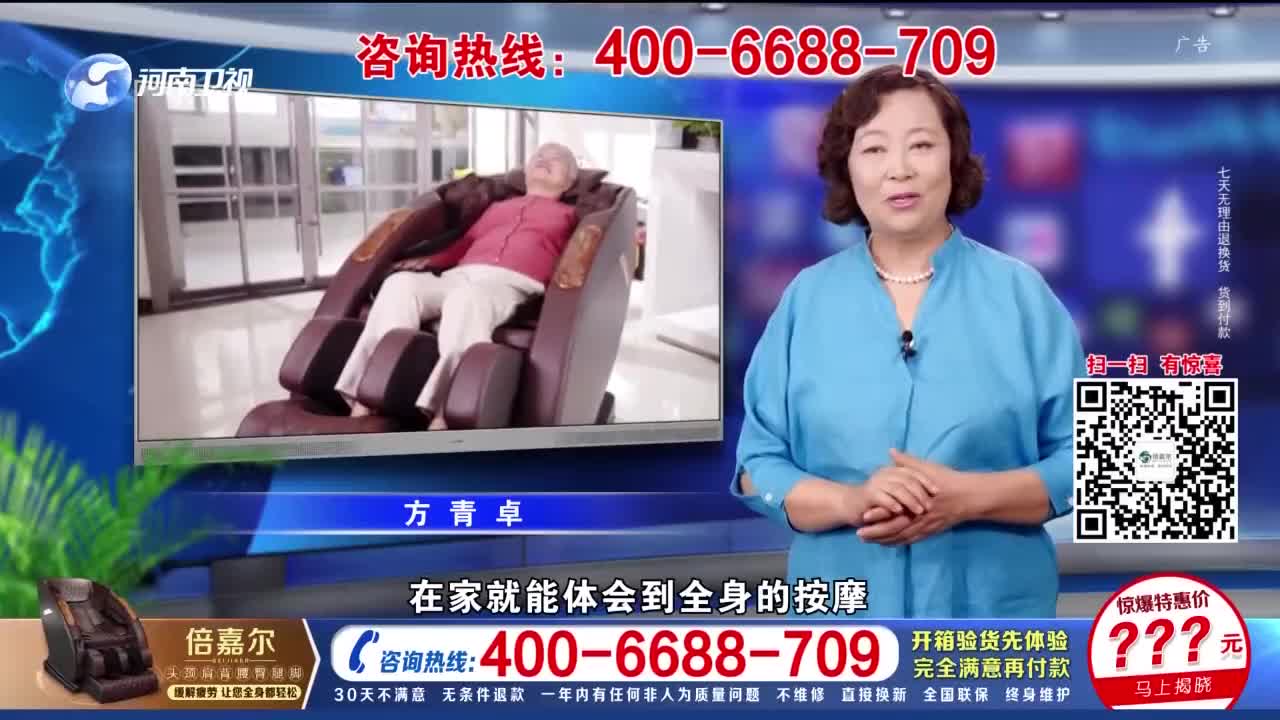 咨询热线：400-6688-709
广告
河南卫视
七天无理由退换货 货到付款
扫一扫 有惊喜
方青卓
在家就能体会到全身的按摩
倍嘉尔
BEIJIAER
头颈肩背腰臀腿脚
缓解疲劳 让您全身都轻松
咨询热线:400-6688-709
开箱验货先体验
完全满意再付款
惊爆特惠价
???元
马上揭晓
30天不满意 无条件退款 一年内有任何非人为质量问题 不维修 直接换新 全国联保 终身维护